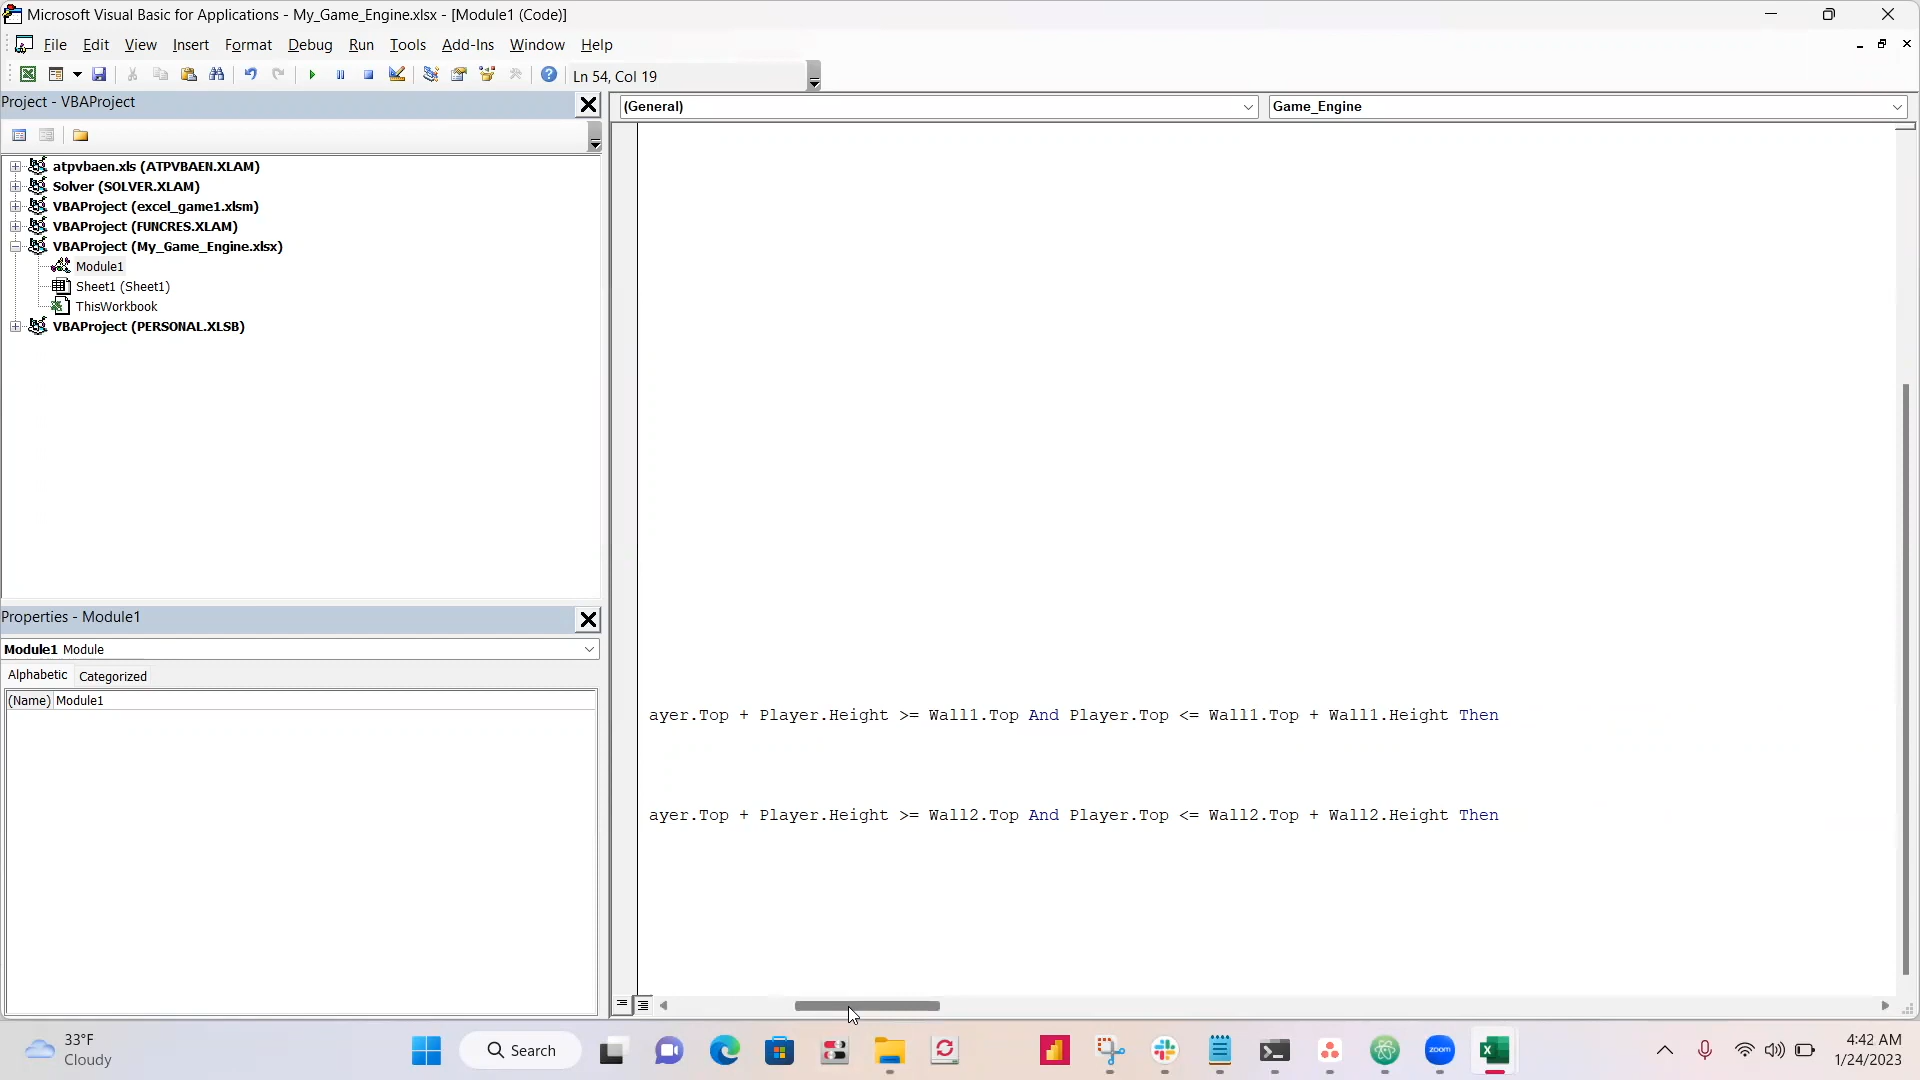 Microsoft Visual Basic for Applications - My_Game_Engine.xlsx - [Module1 (Code)]
File Edit View Insert Format Debug Run Tools Add-Ins Window Help
Ln 54, Col 19
Project - VBAProject
(General)
Game_Engine
atpvbaen.xls (ATPVBAEN.XLAM)
Solver (SOLVER.XLAM)
VBAProject (excel_game1.xlsm)
VBAProject (FUNCRES.XLAM)
VBAProject (My_Game_Engine.xlsx)
Module1
Sheet1 (Sheet1)
ThisWorkbook
VBAProject (PERSONAL.XLSB)
Properties - Module1
Module1 Module
Alphabetic Categorized
(Name) Module1
ayer.Top + Player.Height >= Wall1.Top And Player.Top <= Wall1.Top + Wall1.Height Then
ayer.Top + Player.Height >= Wall2.Top And Player.Top <= Wall2.Top + Wall2.Height Then
33°F
Cloudy
Search
zoom
4:42 AM
1/24/2023